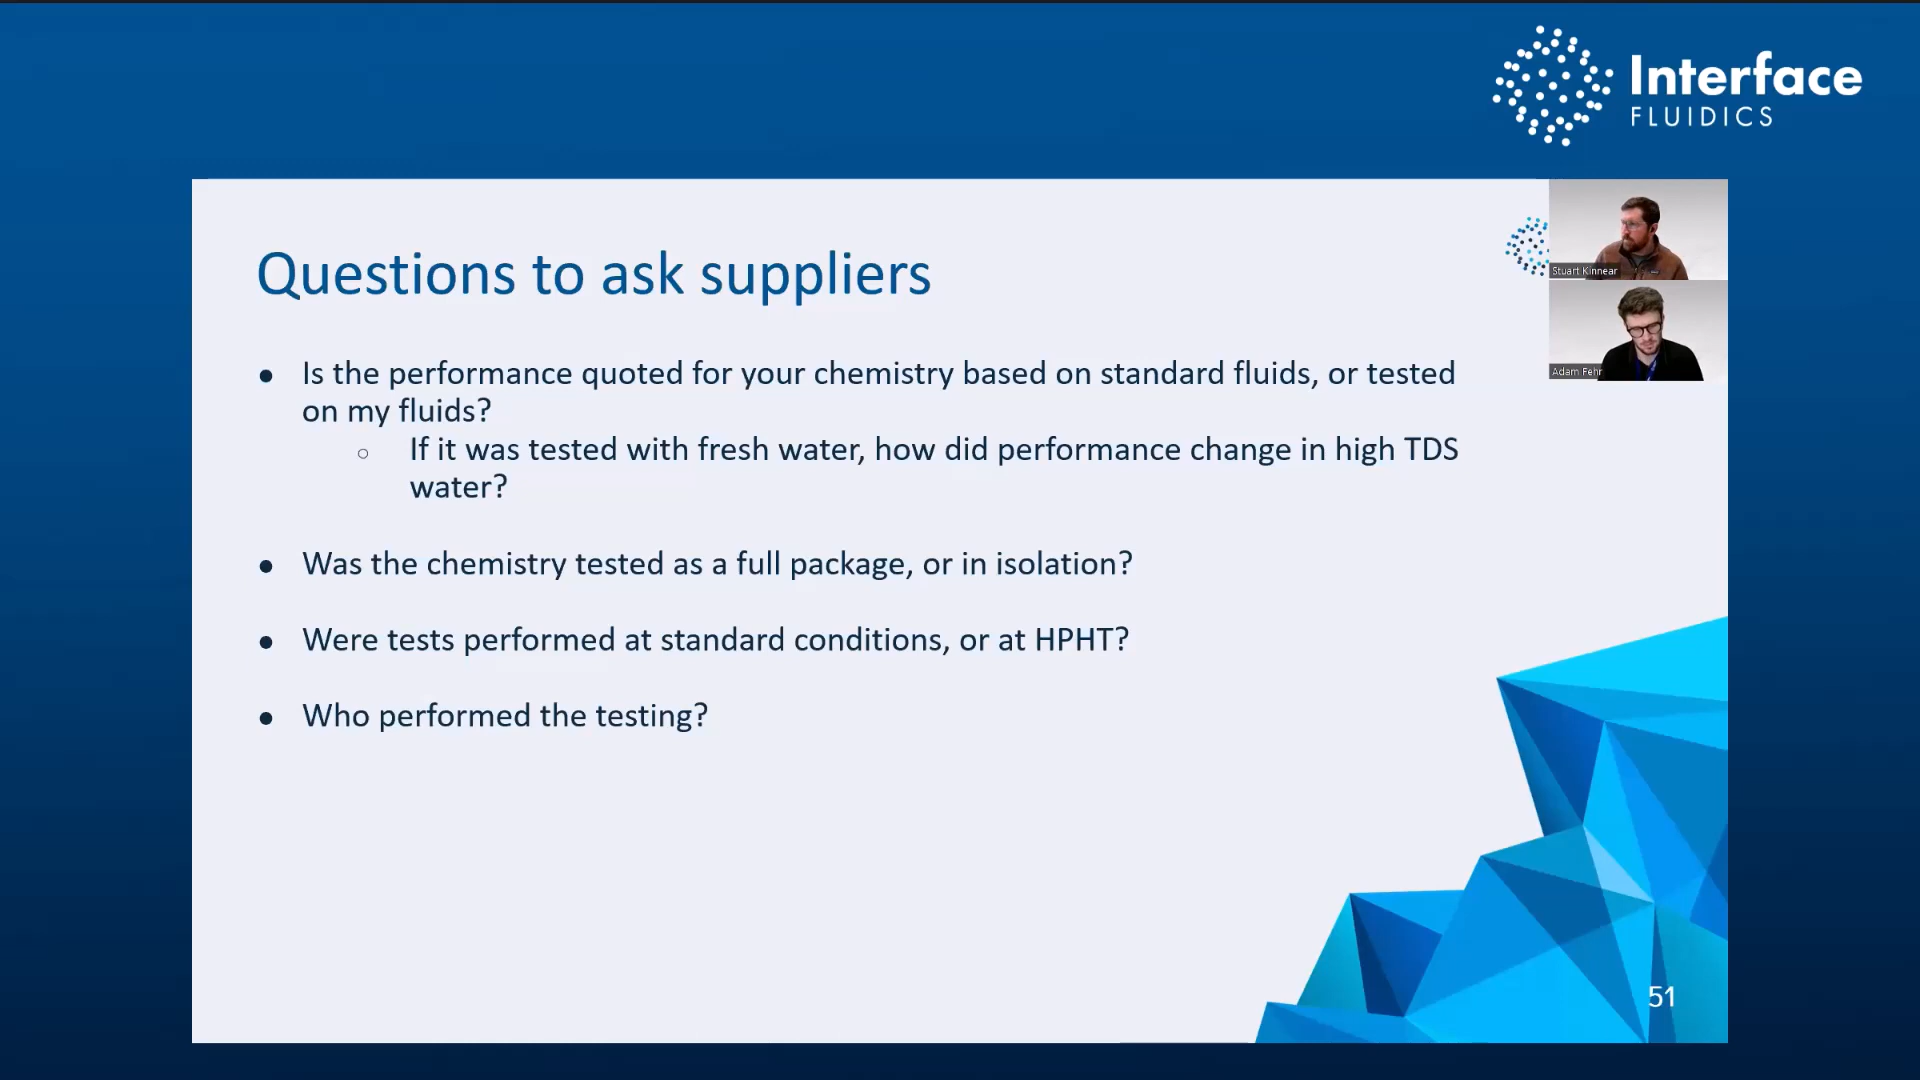 Interface
FLUIDICS
Questions to ask suppliers
Stuart Kinnear
Adam Fehr
● Is the performance quoted for your chemistry based on standard fluids, or tested
on my fluids?
○ If it was tested with fresh water, how did performance change in high TDS
water?
● Was the chemistry tested as a full package, or in isolation?
● Were tests performed at standard conditions, or at HPHT?
● Who performed the testing?
51